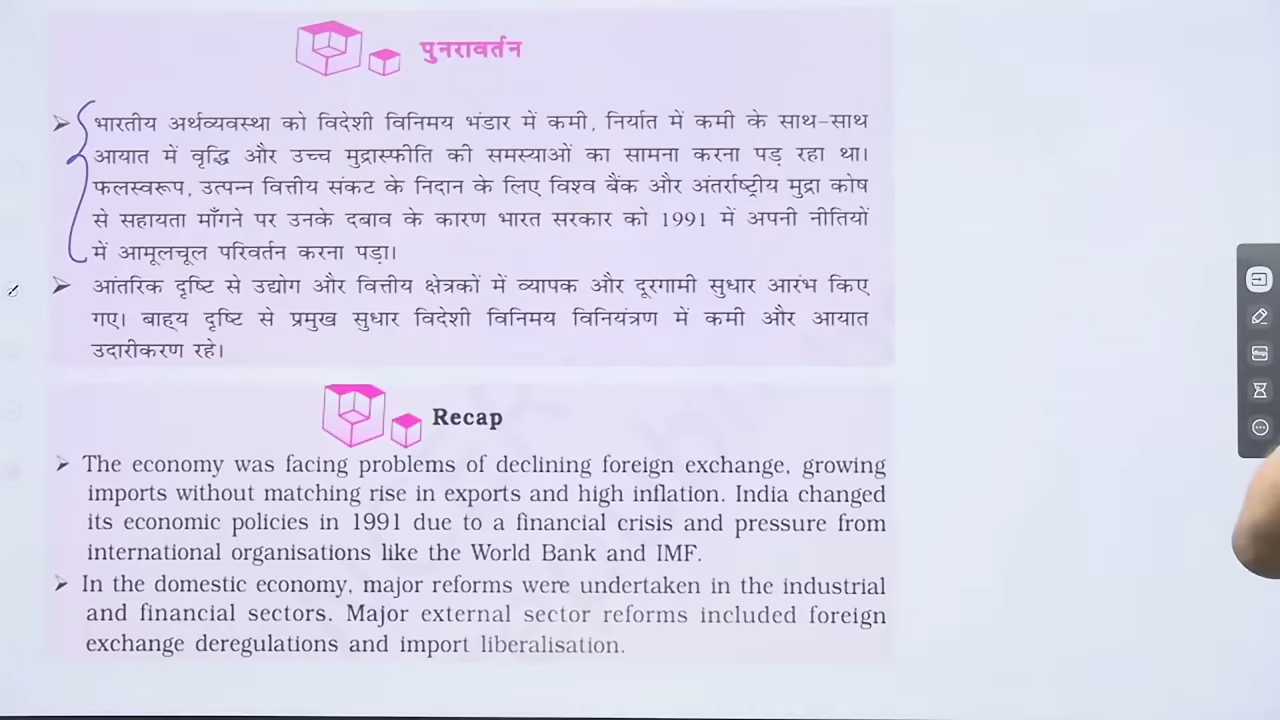 पुनरावर्तन
➢ भारतीय अर्थव्यवस्था को विदेशी विनिमय भंडार में कमी, निर्यात में कमी के साथ-साथ
आयात में वृद्धि और उच्च मुद्रास्फीति की समस्याओं का सामना करना पड़ रहा था।
फलस्वरूप, उत्पन्न वित्तीय संकट के निदान के लिए विश्व बैंक और अंतर्राष्ट्रीय मुद्रा कोष
से सहायता माँगने पर उनके दबाव के कारण भारत सरकार को 1991 में अपनी नीतियों
में आमूलचूल परिवर्तन करना पड़ा।
➢ आंतरिक दृष्टि से उद्योग और वित्तीय क्षेत्रकों में व्यापक और दूरगामी सुधार आरंभ किए
गए। बाह्य दृष्टि से प्रमुख सुधार विदेशी विनिमय विनियंत्रण में कमी और आयात
उदारीकरण रहे।
Recap
➢ The economy was facing problems of declining foreign exchange, growing
imports without matching rise in exports and high inflation. India changed
its economic policies in 1991 due to a financial crisis and pressure from
international organisations like the World Bank and IMF.
➢ In the domestic economy, major reforms were undertaken in the industrial
and financial sectors. Major external sector reforms included foreign
exchange deregulations and import liberalisation.